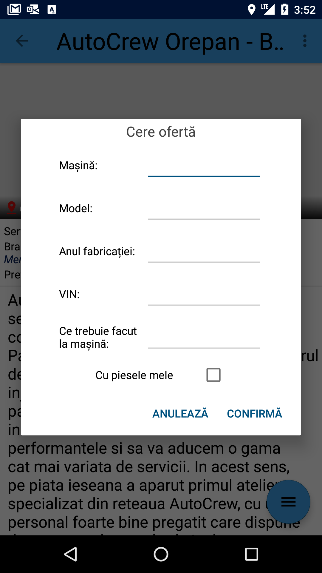 3:52
AutoCrew Orepan - B...
Cere ofertă
Mașină:
Model:
Anul fabricației:
VIN:
Ce trebuie facut
la mașină:
Cu piesele mele
ANULEAZĂ CONFIRMĂ
performantele si sa va aducem o gama
cat mai variata de servicii. In acest sens,
pe piata ieseana a aparut primul atelier
specializat din reteaua AutoCrew, cu
personal foarte bine pregatit care dispune